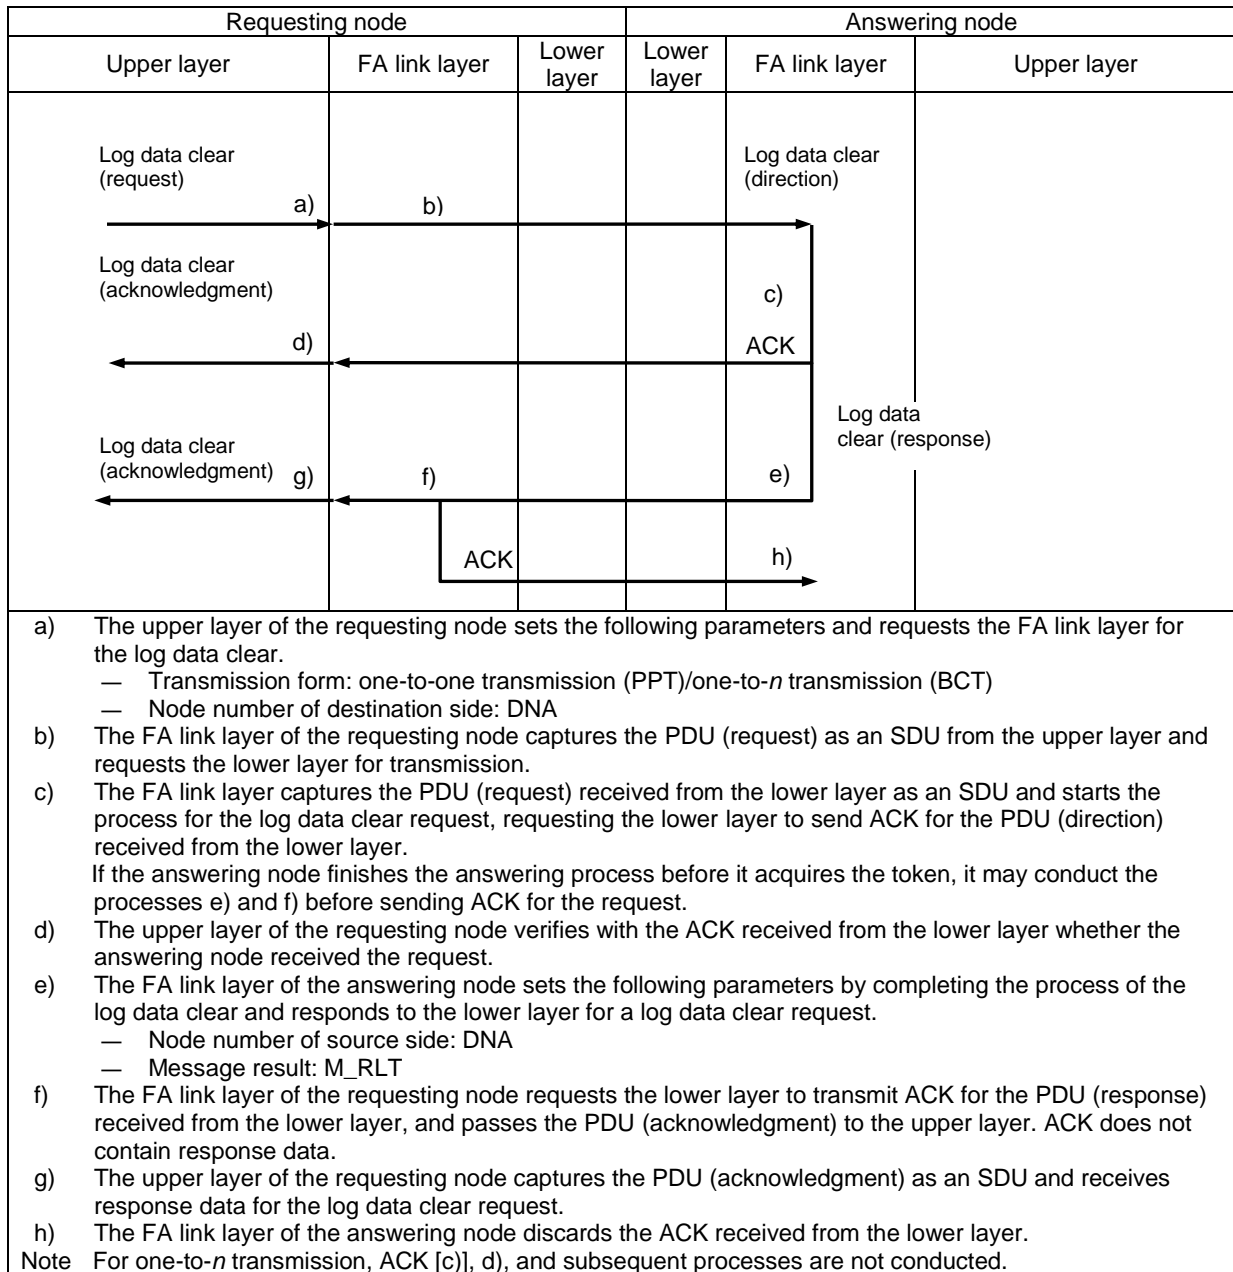 Requesting node
Answering node
Upper layer
FA link layer
Lower
layer
Lower
layer
FA link layer
Upper layer
Log data clear
(request)
Log data clear
(direction)
a)
b)
Log data clear
(acknowledgment)
c)
d)
ACK
Log data
clear (response)
Log data clear
(acknowledgment)
g)
f)
e)
ACK
h)
a) The upper layer of the requesting node sets the following parameters and requests the FA link layer for
the log data clear.
— Transmission form: one-to-one transmission (PPT)/one-to-n transmission (BCT)
— Node number of destination side: DNA
b) The FA link layer of the requesting node captures the PDU (request) as an SDU from the upper layer and
requests the lower layer for transmission.
c) The FA link layer captures the PDU (request) received from the lower layer as an SDU and starts the
process for the log data clear request, requesting the lower layer to send ACK for the PDU (direction)
received from the lower layer.
If the answering node finishes the answering process before it acquires the token, it may conduct the
processes e) and f) before sending ACK for the request.
d) The upper layer of the requesting node verifies with the ACK received from the lower layer whether the
answering node received the request.
e) The FA link layer of the answering node sets the following parameters by completing the process of the
log data clear and responds to the lower layer for a log data clear request.
— Node number of source side: DNA
— Message result: M_RLT
f) The FA link layer of the requesting node requests the lower layer to transmit ACK for the PDU (response)
received from the lower layer, and passes the PDU (acknowledgment) to the upper layer. ACK does not
contain response data.
g) The upper layer of the requesting node captures the PDU (acknowledgment) as an SDU and receives
response data for the log data clear request.
h) The FA link layer of the answering node discards the ACK received from the lower layer.
Note For one-to-n transmission, ACK [c)], d), and subsequent processes are not conducted.